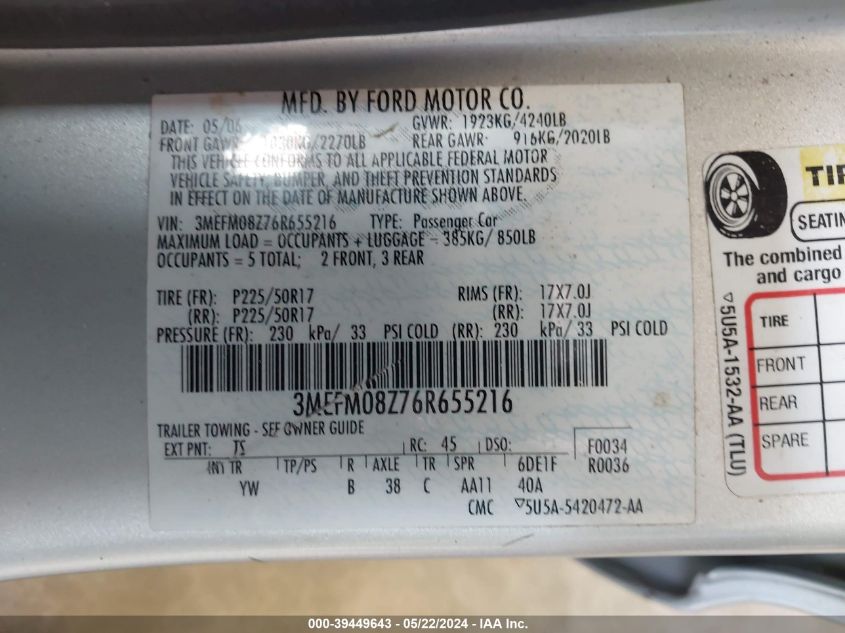 MFD. BY FORD MOTOR CO.
DATE: 05/06 GVWR: 1923KG/4240LB
FRONT GAWR: 1030KG/2270LB REAR GAWR: 916KG/2020LB
THIS VEHICLE CONFORMS TO ALL APPLICABLE FEDERAL MOTOR
VEHICLE SAFETY, BUMPER, AND THEFT PREVENTION STANDARDS
IN EFFECT ON THE DATE OF MANUFACTURE SHOWN ABOVE.
VIN: 3MEFM08Z76R655216 TYPE: Passenger Car
MAXIMUM LOAD = OCCUPANTS + LUGGAGE = 385KG/ 850LB
OCCUPANTS = 5 TOTAL; 2 FRONT, 3 REAR
TIRE (FR): P225/50R17 RIMS (FR): 17X7.0J
(RR): P225/50R17 (RR): 17X7.0J
PRESSURE (FR): 230 kPa/ 33 PSI COLD (RR): 230 kPa/ 33 PSI COLD
3MEFM08Z76R655216
TRAILER TOWING - SEE OWNER GUIDE
EXT PNT: TS RC: 45 DSO: F0034
(N) TR TP/PS R AXLE TR SPR 6DE1F R0036
YW B 38 C AA11 40A
CMC ▽5U5A-5420472-AA
TIR
SEATIN
The combined
and cargo
TIRE
FRONT
REAR
SPARE
▽5U5A-1532-AA (TLU)
000-39449643 - 05/22/2024 - IAA Inc.